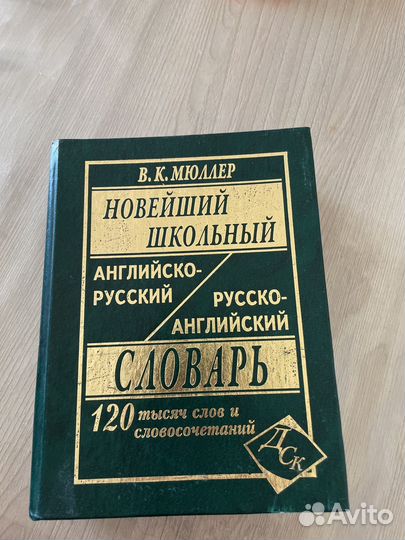 В. К. МЮЛЛЕР
НОВЕЙШИЙ
ШКОЛЬНЫЙ
АНГЛИЙСКО-
РУССКИЙ
РУССКО-
АНГЛИЙСКИЙ
СЛОВАРЬ
120 тысяч слов и
словосочетаний
ДСК
Avito